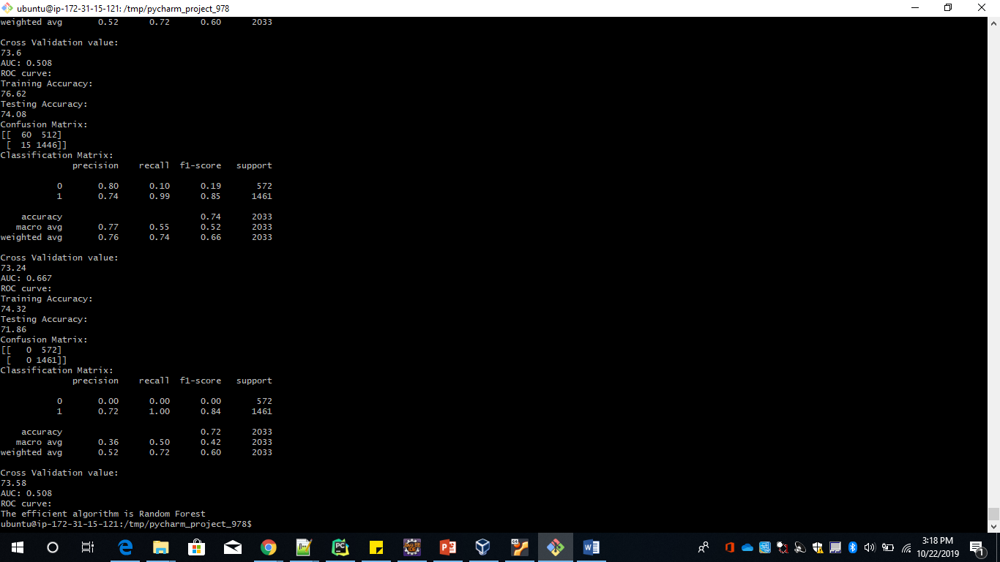 ubuntu@ip-172-31-15-121: /tmp/pycharm_project_978
weighted avg       0.52      0.72      0.60      2033

Cross Validation value:
73.6
AUC: 0.508
ROC curve:
Training Accuracy:
76.62
Testing Accuracy:
74.08
Confusion Matrix:
[[  60  512]
 [  15 1446]]
Classification Matrix:
              precision    recall  f1-score   support

           0       0.80      0.10      0.19       572
           1       0.74      0.99      0.85      1461

    accuracy                           0.74      2033
   macro avg       0.77      0.55      0.52      2033
weighted avg       0.76      0.74      0.66      2033

Cross Validation value:
73.24
AUC: 0.667
ROC curve:
Training Accuracy:
74.32
Testing Accuracy:
71.86
Confusion Matrix:
[[   0  572]
 [   0 1461]]
Classification Matrix:
              precision    recall  f1-score   support

           0       0.00      0.00      0.00       572
           1       0.72      1.00      0.84      1461

    accuracy                           0.72      2033
   macro avg       0.36      0.50      0.42      2033
weighted avg       0.52      0.72      0.60      2033

Cross Validation value:
73.58
AUC: 0.508
ROC curve:
The efficient algorithm is Random Forest
ubuntu@ip-172-31-15-121:/tmp/pycharm_project_978$
3:18 PM
10/22/2019
1